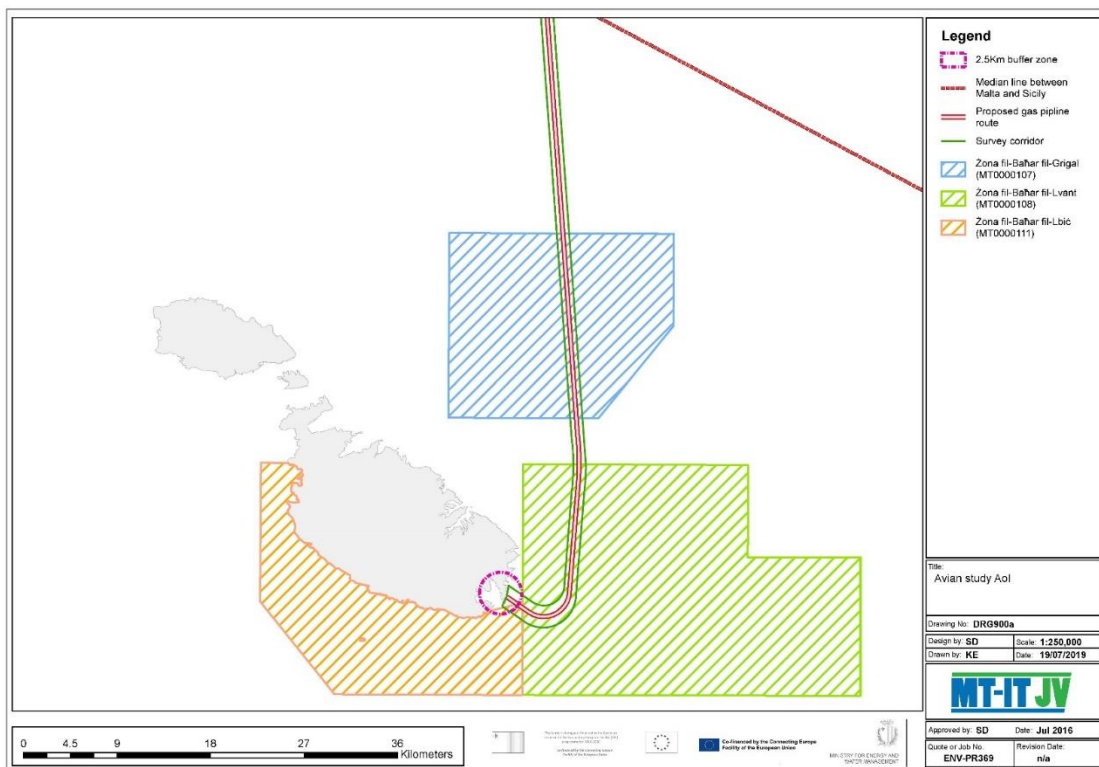 Legend
2.5Km buffer zone
Median line between
Malta and Sicily
Proposed gas pipline
route
Survey corridor
Żona fil-Baħar fil-Grigal
(MT0000107)
Żona fil-Baħar fil-Lvant
(MT0000108)
Żona fil-Baħar fil-Lbiċ
(MT0000111)
Title:
Avian study AoI
Drawing No: DRG900a
Design by: SD
Scale: 1:250,000
Drawn by: KE
Date: 19/07/2019
MT-IT JV
Approved by: SD
Date: Jul 2016
Quote or Job No.
ENV-PR369
Revision Date:
n/a
0 4.5 9 18 27 36
Kilometers
Co-financed by the Connecting Europe
Facility of the European Union
MINISTRY FOR ENERGY AND
WATER MANAGEMENT